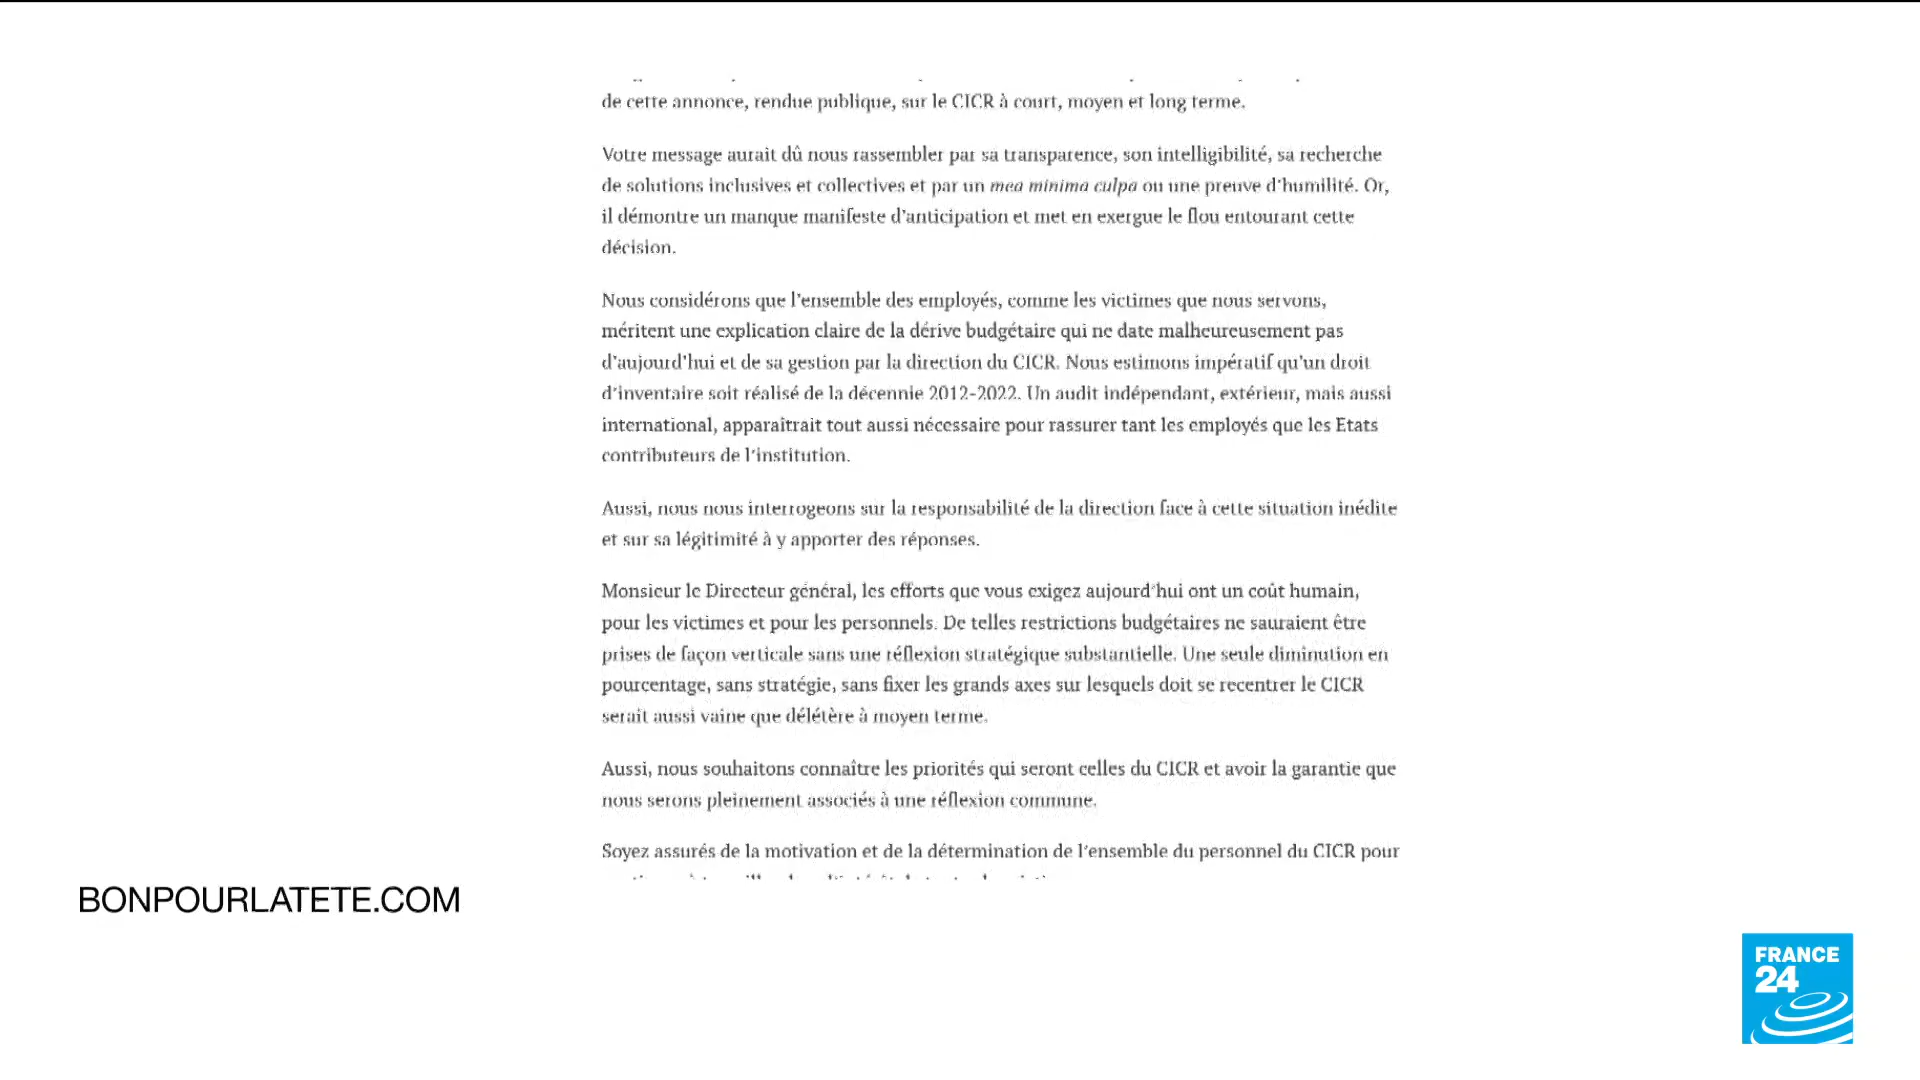 de cette annonce, rendue publique, sur le CICR à court, moyen et long terme.
Votre message aurait dû nous rassembler par sa transparence, son intelligibilité, sa recherche
de solutions inclusives et collectives et par un mea minima culpa ou une preuve d'humilité. Or,
il démontre un manque manifeste d'anticipation et met en exergue le flou entourant cette
décision.
Nous considérons que l'ensemble des employés, comme les victimes que nous servons,
méritent une explication claire de la dérive budgétaire qui ne date malheureusement pas
d'aujourd'hui et de sa gestion par la direction du CICR. Nous estimons impératif qu'un droit
d'inventaire soit réalisé de la décennie 2012-2022. Un audit indépendant, extérieur, mais aussi
international, apparaîtrait tout aussi nécessaire pour rassurer tant les employés que les Etats
contributeurs de l'institution.
Aussi, nous nous interrogeons sur la responsabilité de la direction face à cette situation inédite
et sur sa légitimité à y apporter des réponses.
Monsieur le Directeur général, les efforts que vous exigez aujourd'hui ont un coût humain,
pour les victimes et pour les personnels. De telles restrictions budgétaires ne sauraient être
prises de façon verticale sans une réflexion stratégique substantielle. Une seule diminution en
pourcentage, sans stratégie, sans fixer les grands axes sur lesquels doit se recentrer le CICR
serait aussi vaine que délétère à moyen terme.
Aussi, nous souhaitons connaître les priorités qui seront celles du CICR et avoir la garantie que
nous serons pleinement associés à une réflexion commune.
Soyez assurés de la motivation et de la détermination de l'ensemble du personnel du CICR pour
BONPOURLATETE.COM
FRANCE
24